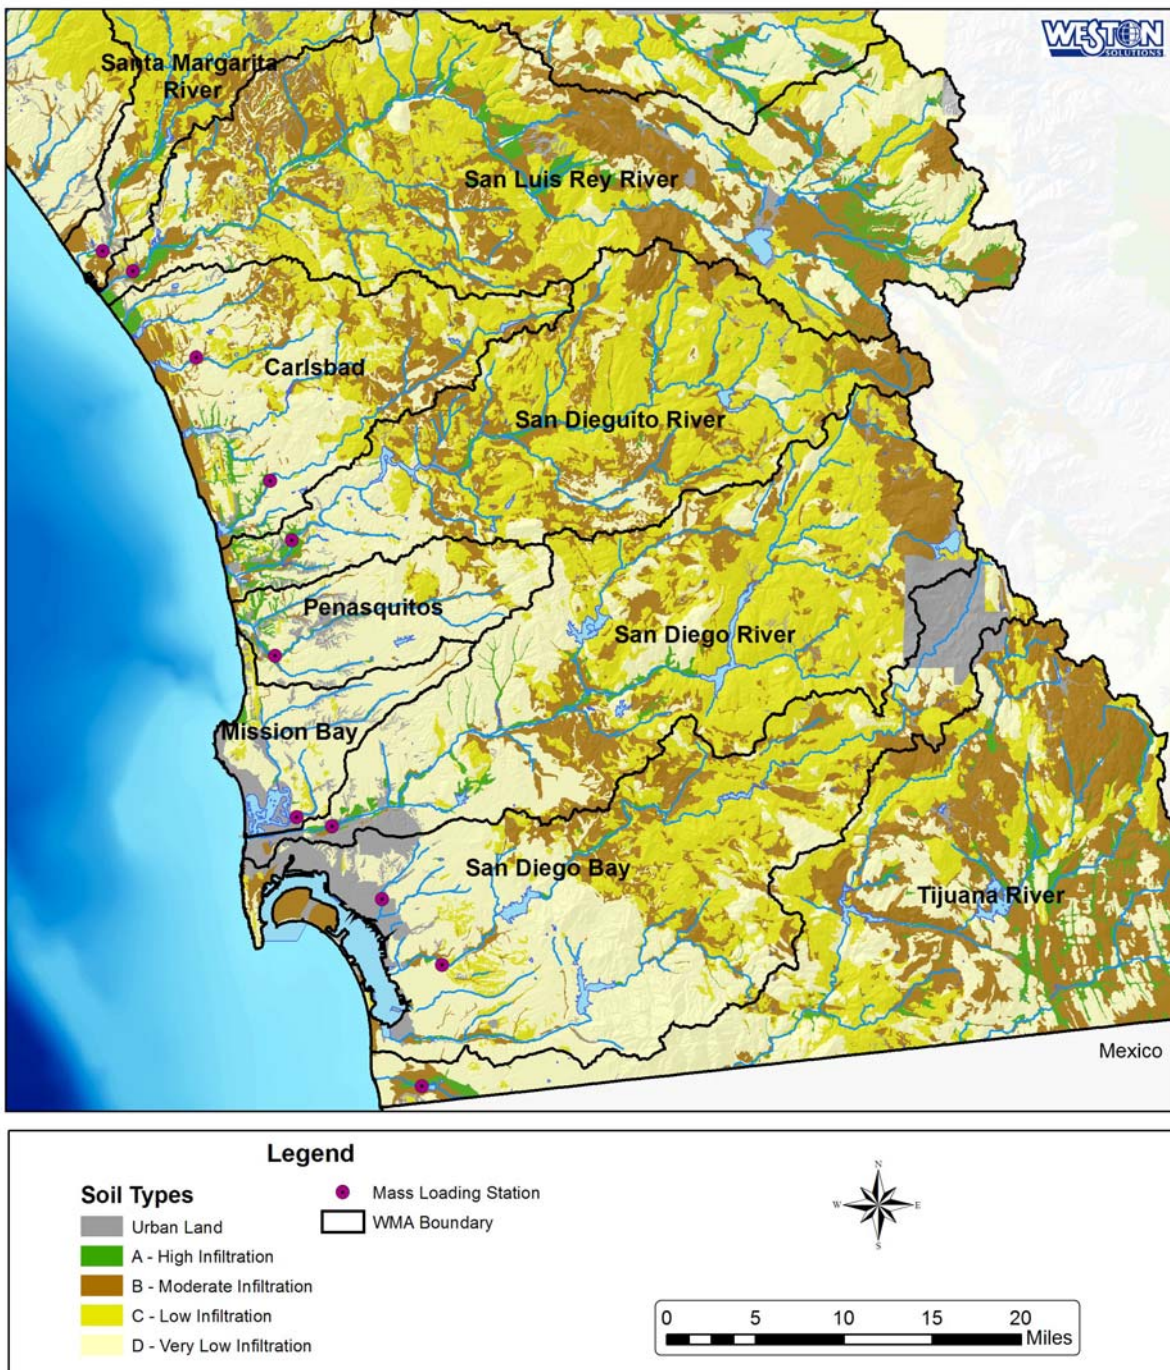 WESTON
SOLUTIONS
Santa Margarita
River
San Luis Rey River
Carlsbad
San Dieguito River
Penasquitos
San Diego River
Mission Bay
San Diego Bay
Tijuana River
Mexico
Legend
Soil Types
Urban Land
A - High Infiltration
B - Moderate Infiltration
C - Low Infiltration
D - Very Low Infiltration
Mass Loading Station
WMA Boundary
N
W E
S
0 5 10 15 20
Miles